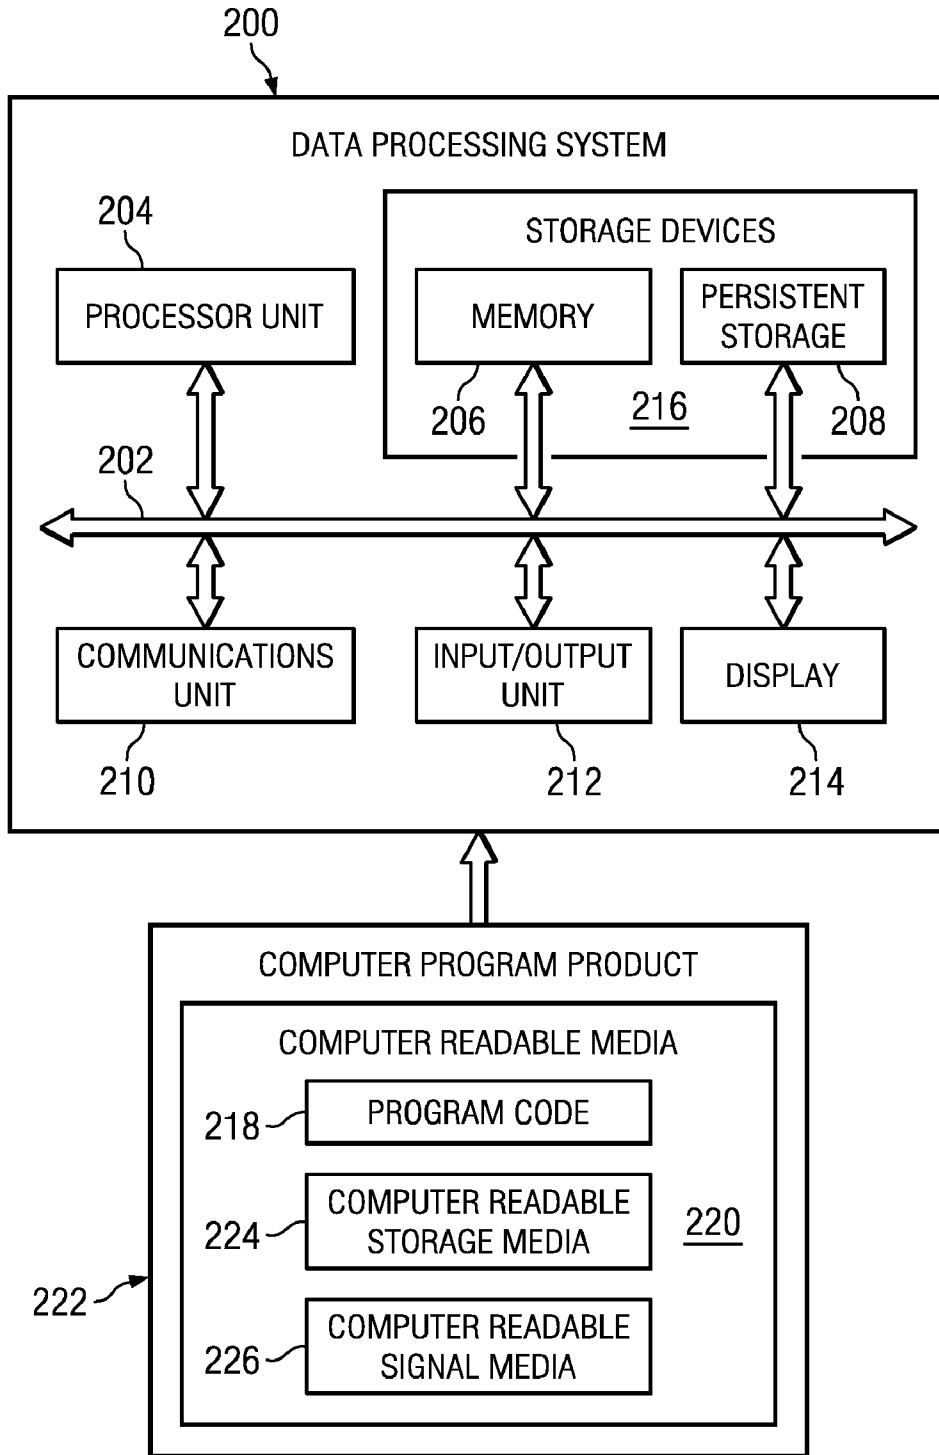 200
DATA PROCESSING SYSTEM
204
STORAGE DEVICES
PROCESSOR UNIT
MEMORY
PERSISTENT
STORAGE
206
216
208
202
COMMUNICATIONS
UNIT
INPUT/OUTPUT
UNIT
DISPLAY
210
212
214
COMPUTER PROGRAM PRODUCT
COMPUTER READABLE MEDIA
218
PROGRAM CODE
224
COMPUTER READABLE
STORAGE MEDIA
220
222
226
COMPUTER READABLE
SIGNAL MEDIA